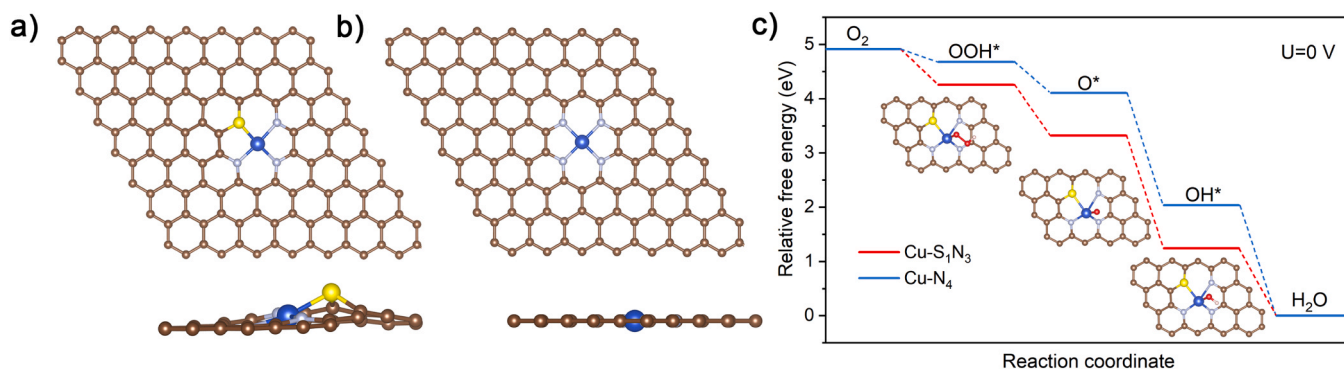 a)
b)
c)
Relative free energy (eV)
5
4
3
2
1
0
O₂
OOH*
O*
OH*
H₂O
U=0 V
Cu-S₁N₃
Cu-N₄
Reaction coordinate